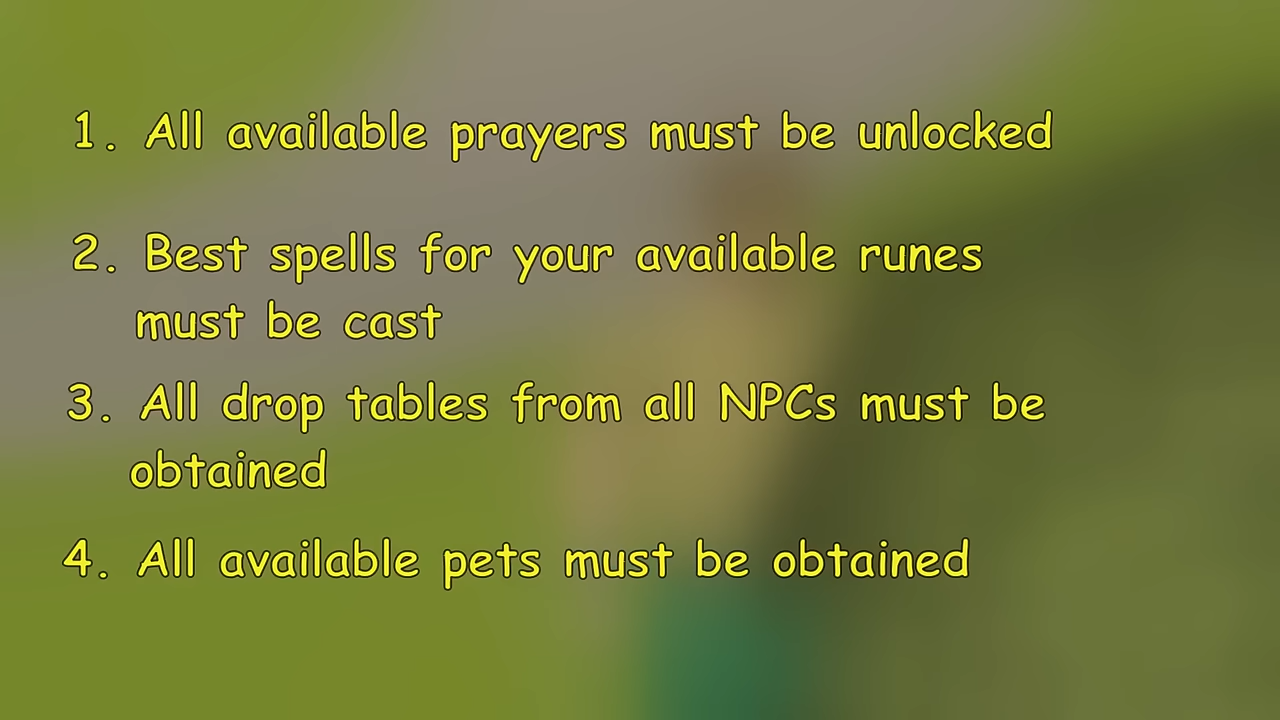 1. All available prayers must be unlocked
2. Best spells for your available runes
must be cast
3. All drop tables from all NPCs must be
obtained
4. All available pets must be obtained